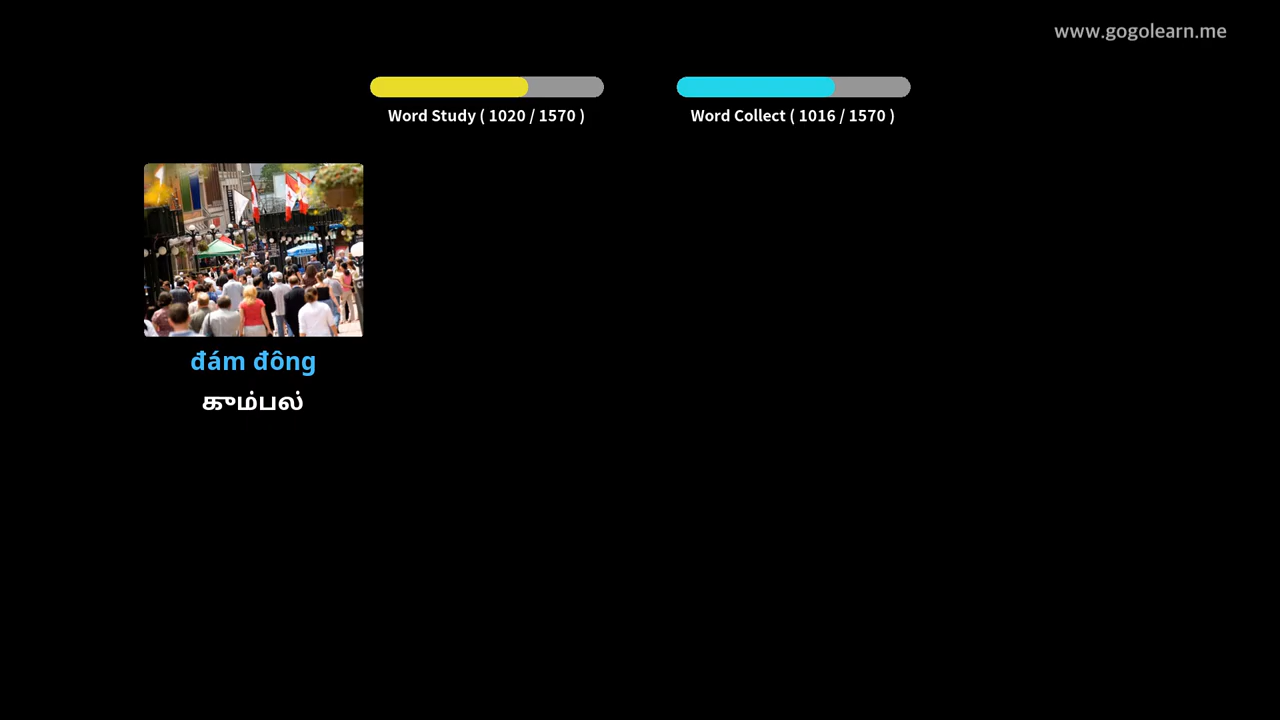 www.gogolearn.me
Word Study ( 1020 / 1570 )
Word Collect ( 1016 / 1570 )
đám đông
கும்பல்